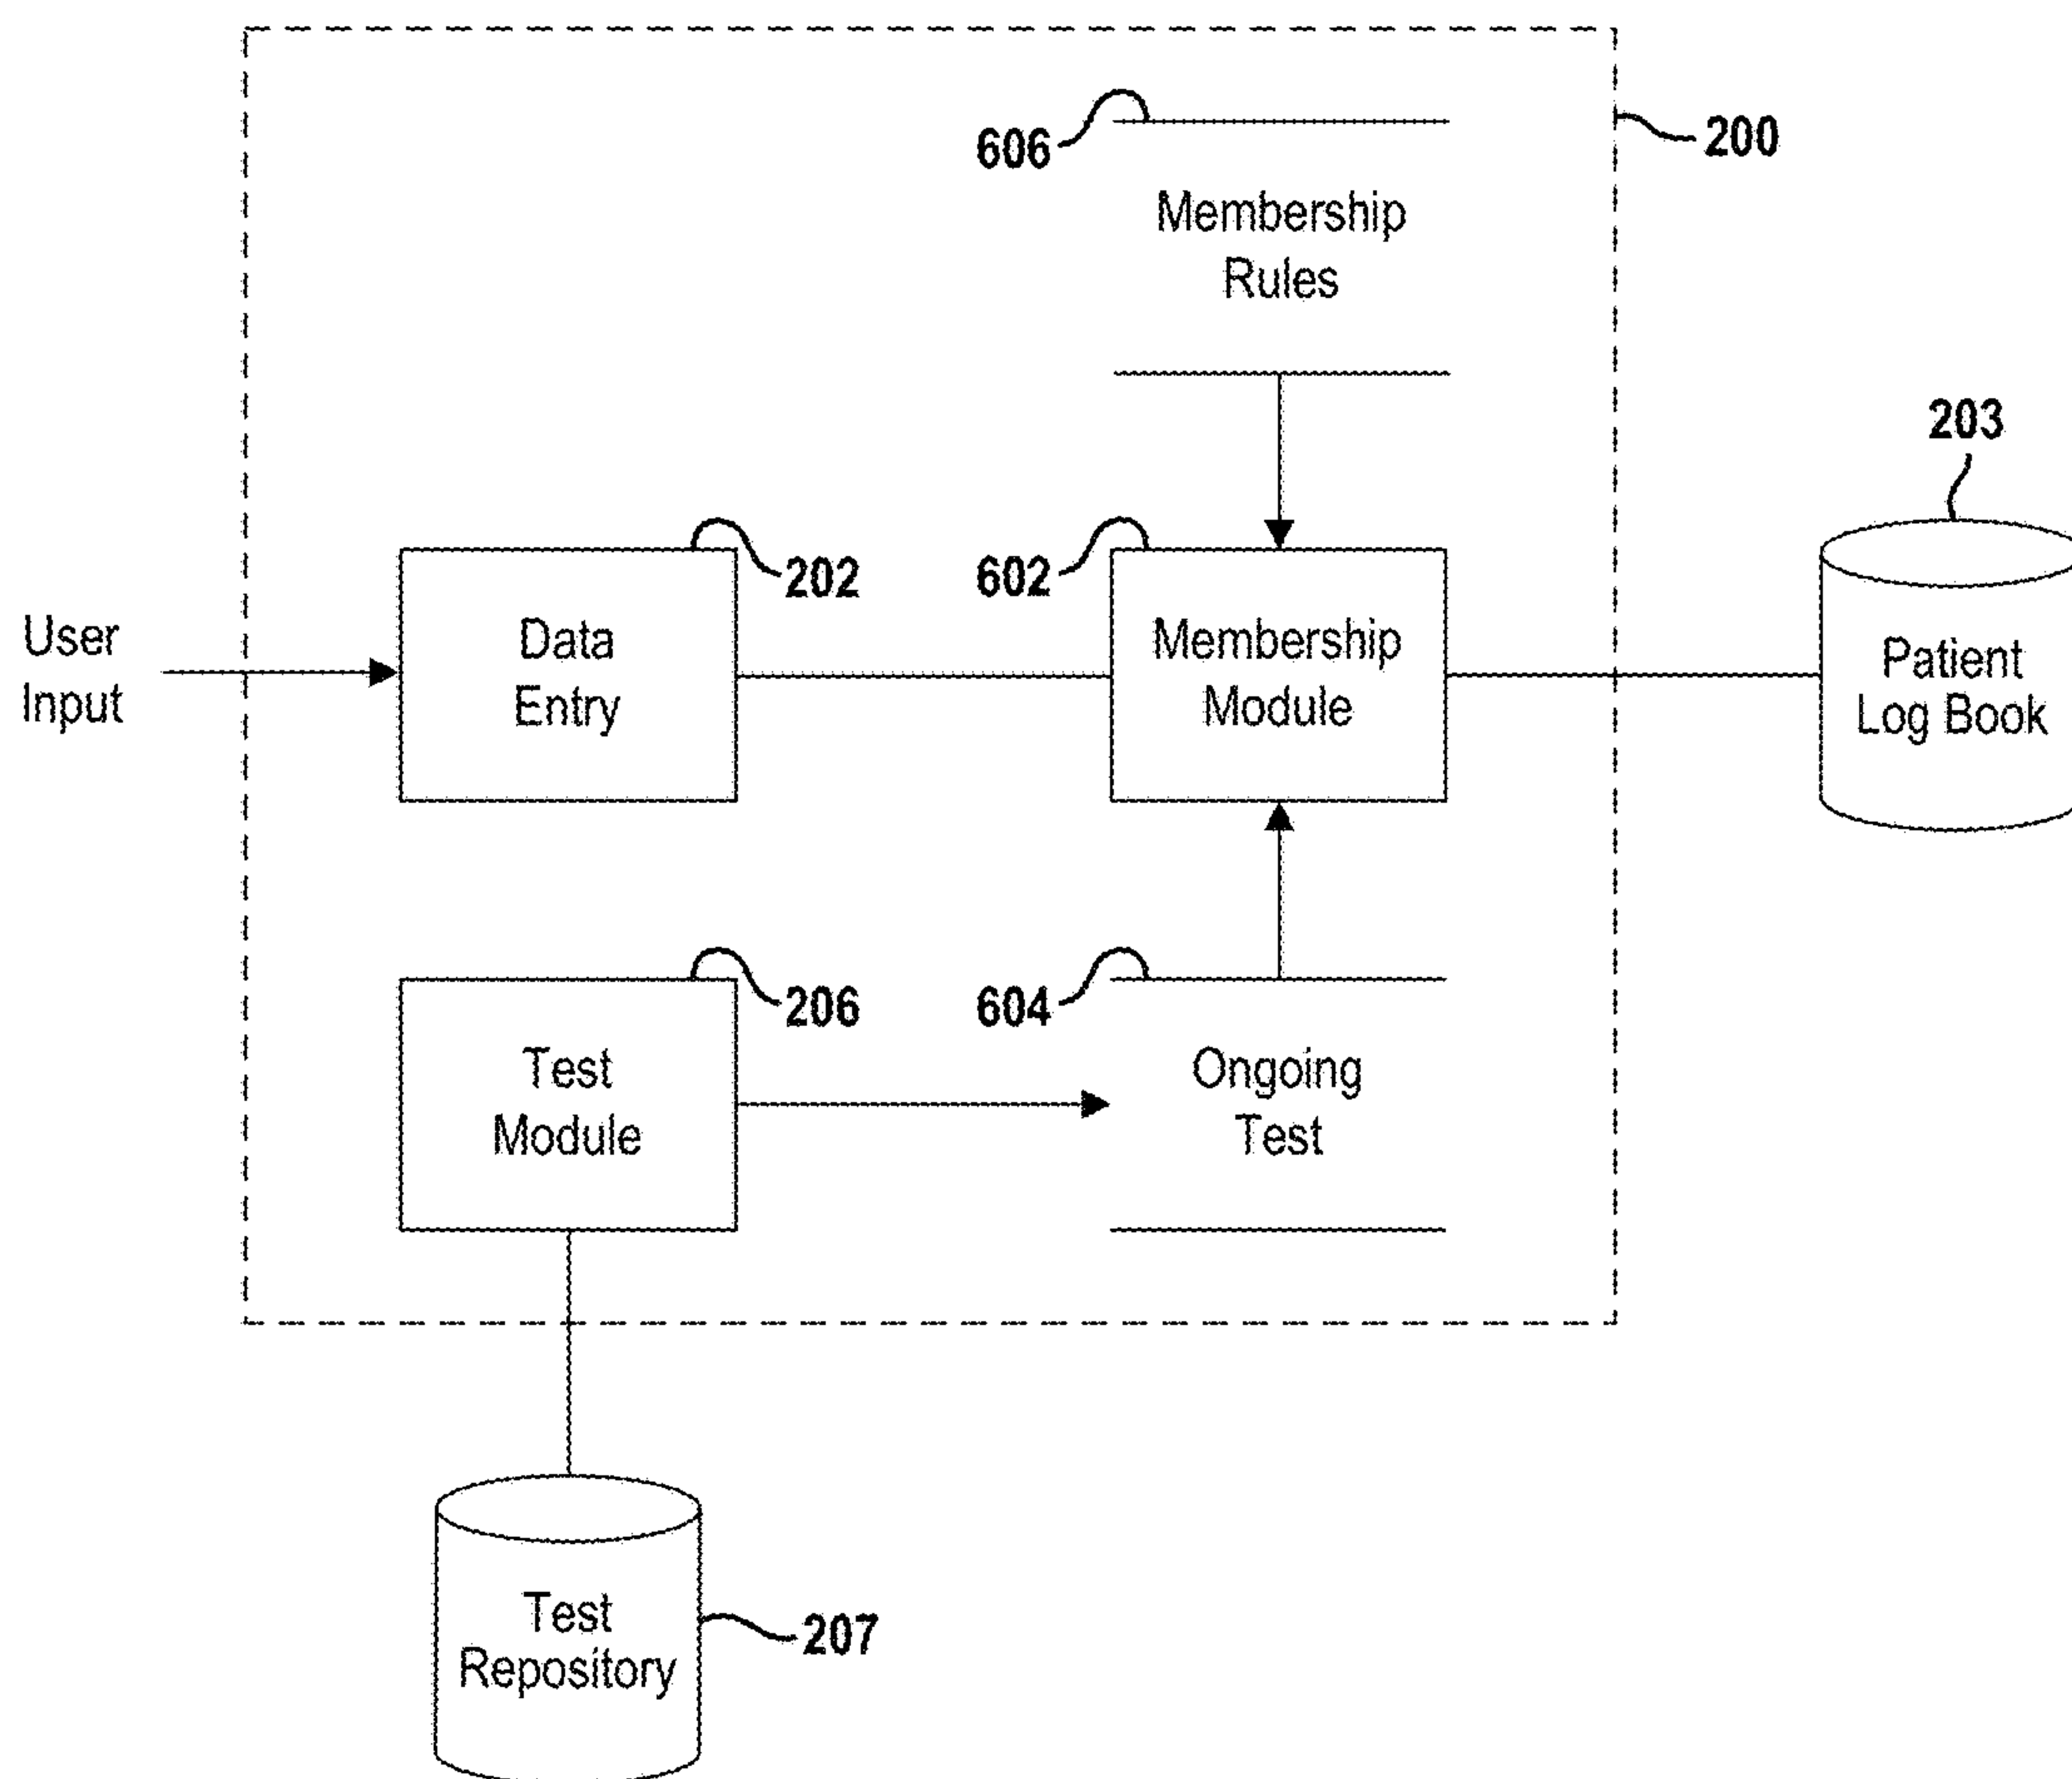 606
200
Membership
Rules
203
202
602
User
Input
Data
Entry
Membership
Module
Patient
Log Book
206
604
Test
Module
Ongoing
Test
Test
Repository
207